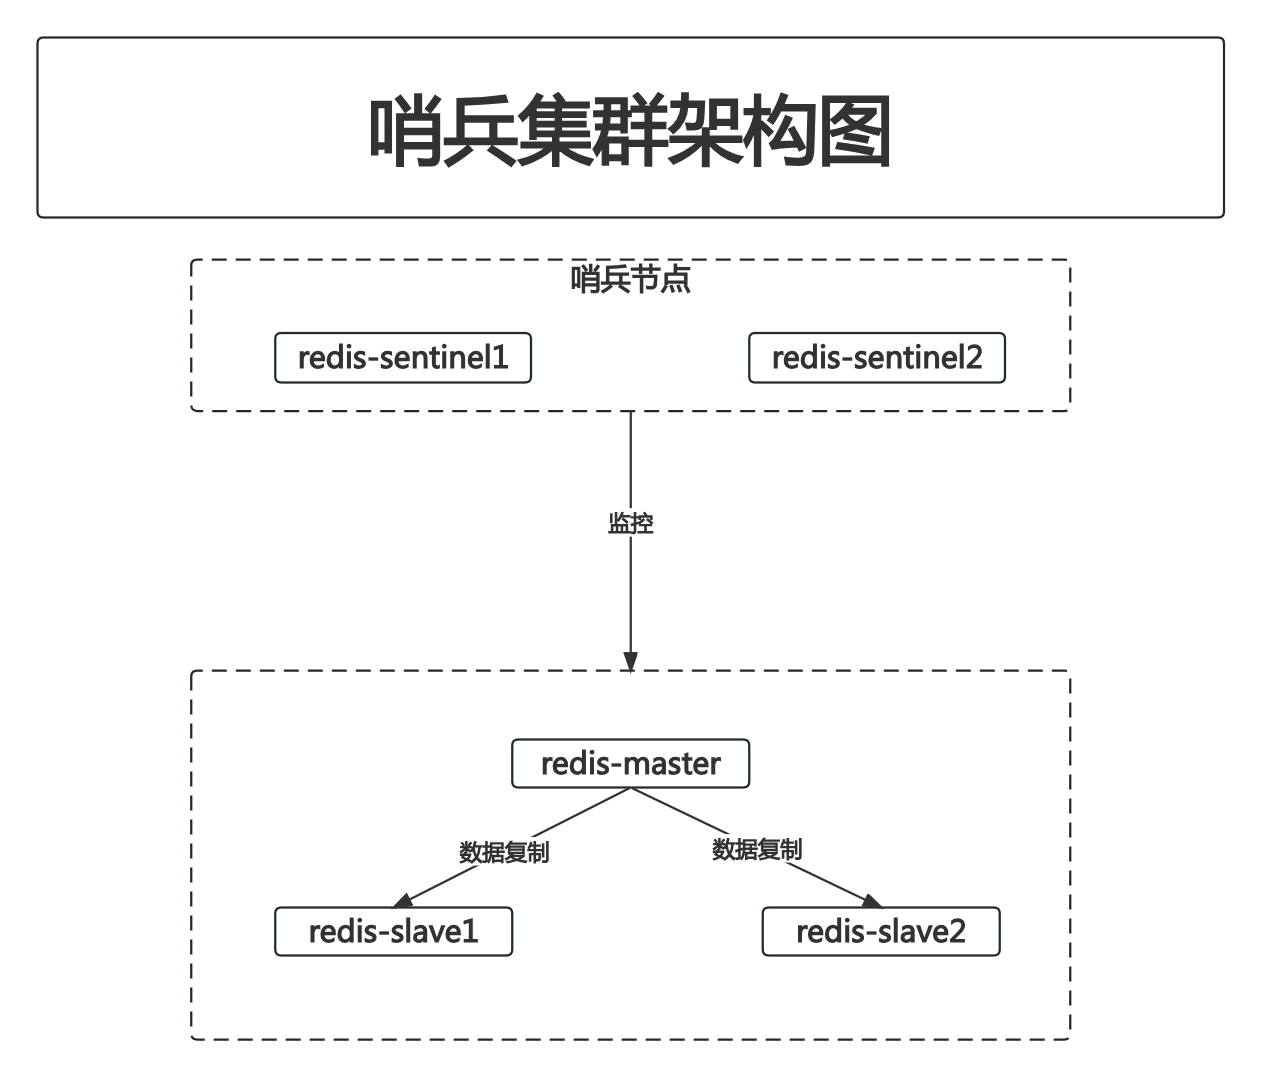 哨兵集群架构图
哨兵节点
redis-sentinel1
redis-sentinel2
监控
redis-master
数据复制
数据复制
redis-slave1
redis-slave2